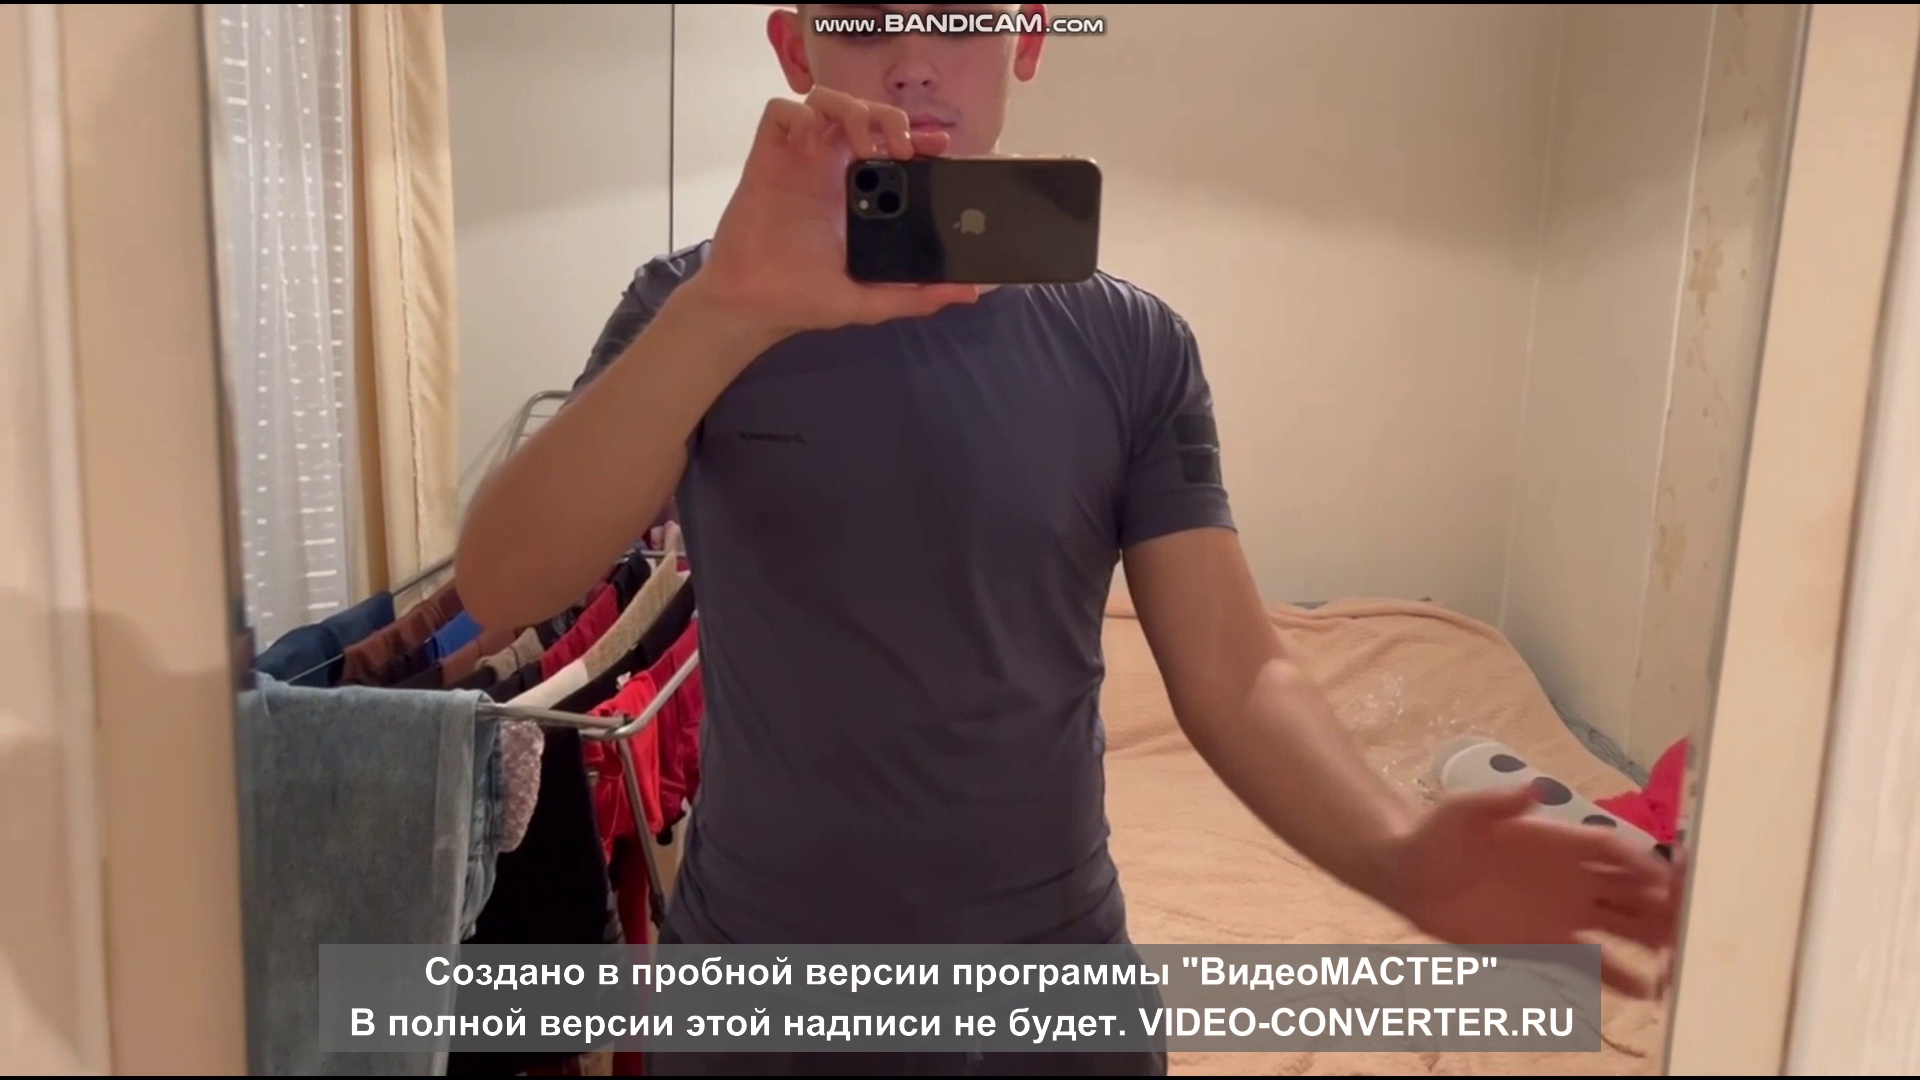 www.BANDICAM.com
Создано в пробной версии программы "ВидеоМАСТЕР"
В полной версии этой надписи не будет. VIDEO-CONVERTER.RU